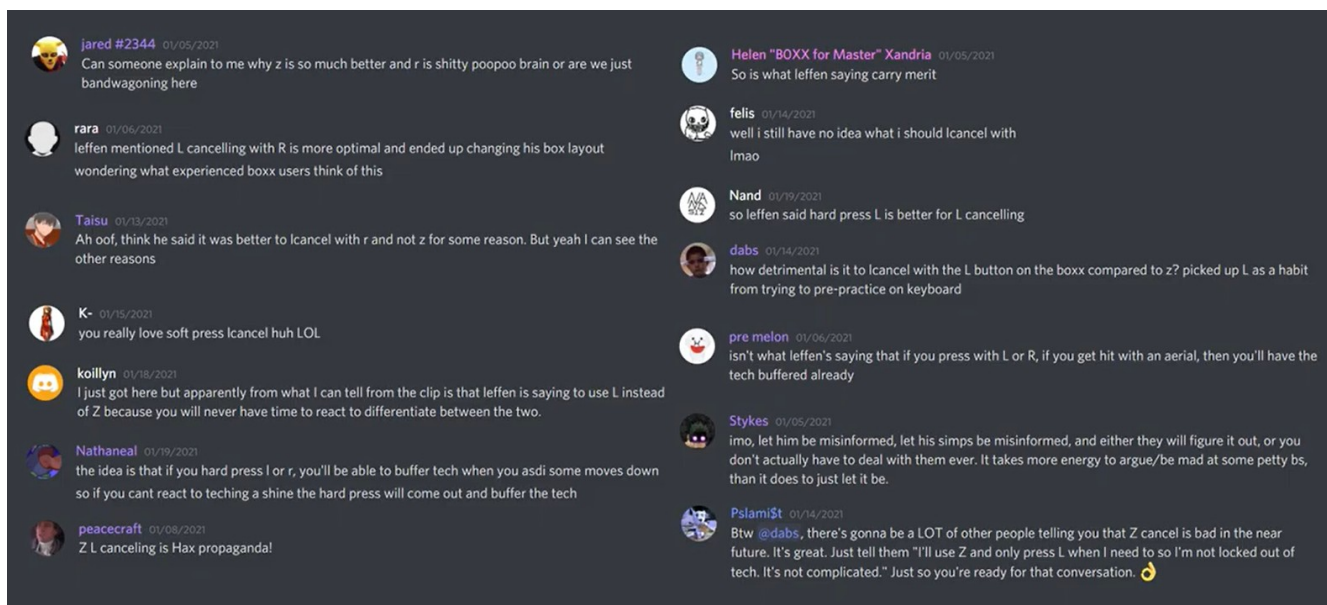 jared #2344 01/05/2021
Can someone explain to me why z is so much better and r is shitty poopoo brain or are we just
bandwagoning here
rara 01/06/2021
leffen mentioned L cancelling with R is more optimal and ended up changing his box layout
wondering what experienced boxx users think of this
Taisu 01/13/2021
Ah oof, think he said it was better to lcancel with r and not z for some reason. But yeah I can see the
other reasons
K- 01/15/2021
you really love soft press lcancel huh LOL
koillyn 01/18/2021
I just got here but apparently from what I can tell from the clip is that leffen is saying to use L instead
of Z because you will never have time to react to differentiate between the two.
Nathaneal 01/19/2021
the idea is that if you hard press l or r, you'll be able to buffer tech when you asdi some moves down
so if you cant react to teching a shine the hard press will come out and buffer the tech
peacecraft 01/08/2021
Z L canceling is Hax propaganda!
Helen "B0XX for Master" Xandria 01/05/2021
So is what leffen saying carry merit
felis 01/14/2021
well i still have no idea what i should lcancel with
lmao
Nand 01/19/2021
so leffen said hard press L is better for L cancelling
dabs 01/14/2021
how detrimental is it to lcancel with the L button on the boxx compared to z? picked up L as a habit
from trying to pre-practice on keyboard
pre melon 01/06/2021
isn't what leffen's saying that if you press with L or R, if you get hit with an aerial, then you'll have the
tech buffered already
Stykes 01/05/2021
imo, let him be misinformed, let his simps be misinformed, and either they will figure it out, or you
don't actually have to deal with them ever. It takes more energy to argue/be mad at some petty bs,
than it does to just let it be.
Pslami$t 01/14/2021
Btw @dabs, there's gonna be a LOT of other people telling you that Z cancel is bad in the near
future. It's great. Just tell them "I'll use Z and only press L when I need to so I'm not locked out of
tech. It's not complicated." Just so you're ready for that conversation. 👌